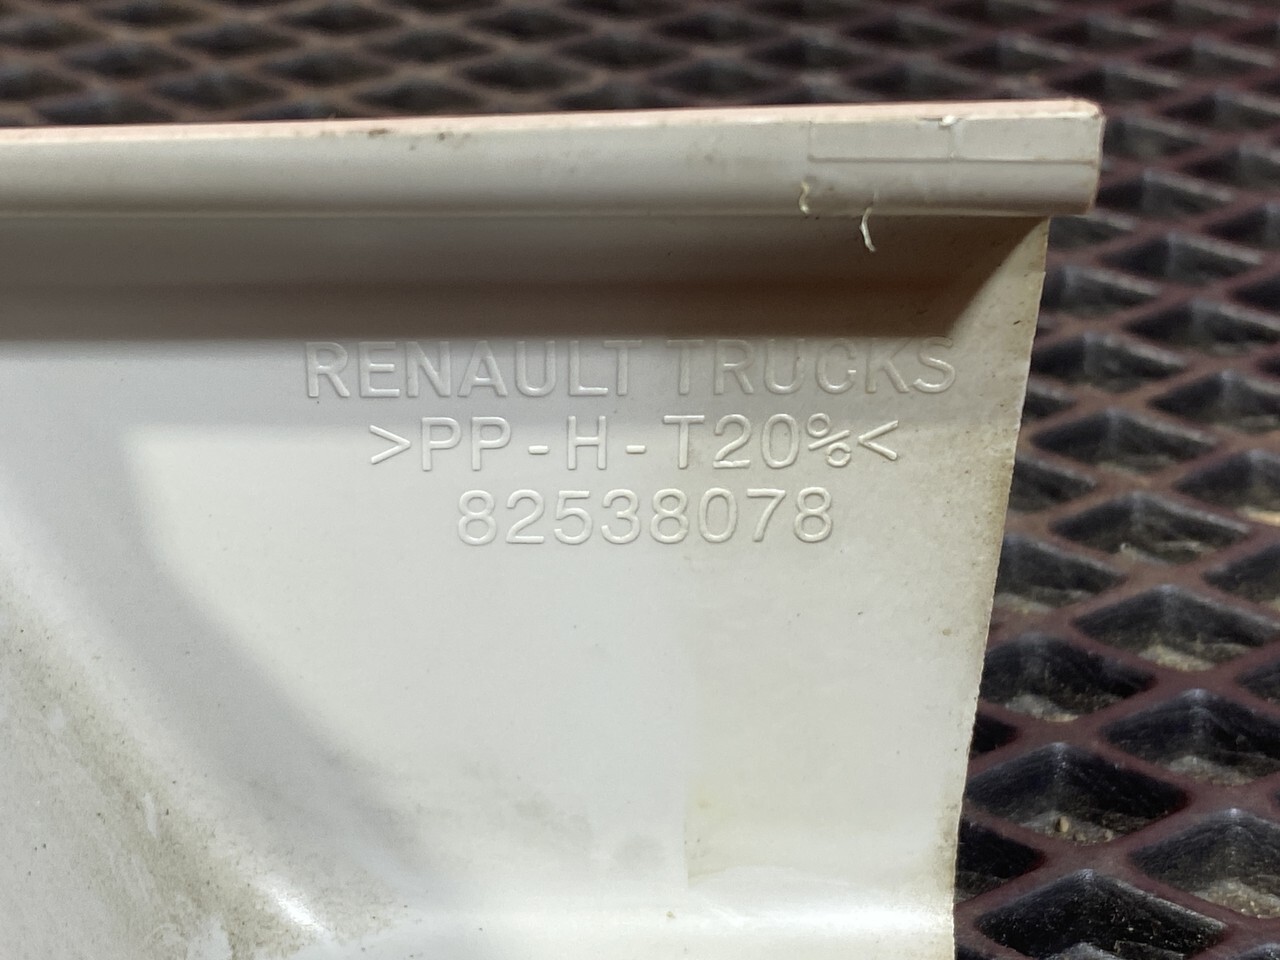 RENAULT TRUCKS
>PP-H-T20%<
82538078